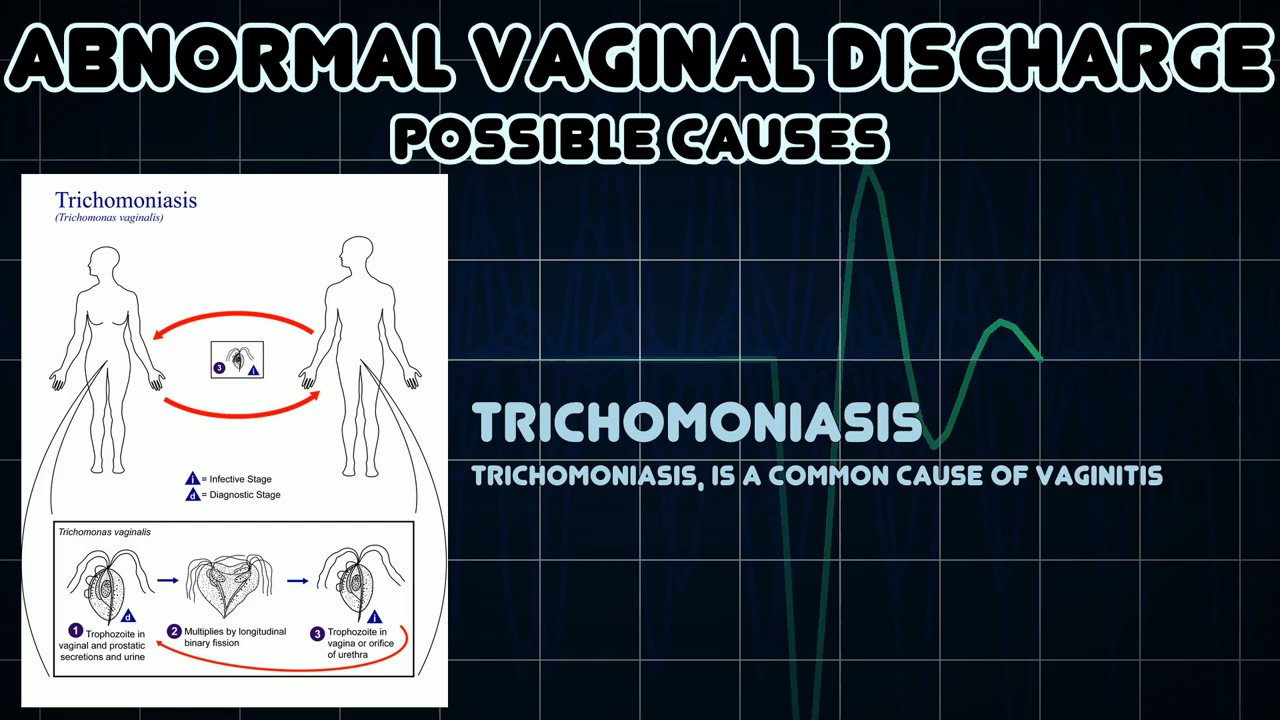 ABNORMAL VAGINAL DISCHARGE
POSSIBLE CAUSES
Trichomoniasis
(Trichomonas vaginalis)
3 i
i = Infective Stage
d = Diagnostic Stage
Trichomonas vaginalis
d
i
1 Trophozoite in
vaginal and prostatic
secretions and urine
2 Multiplies by longitudinal
binary fission
3 Trophozoite in
vagina or orifice
of urethra
TRICHOMONIASIS
TRICHOMONIASIS, IS A COMMON CAUSE OF VAGINITIS